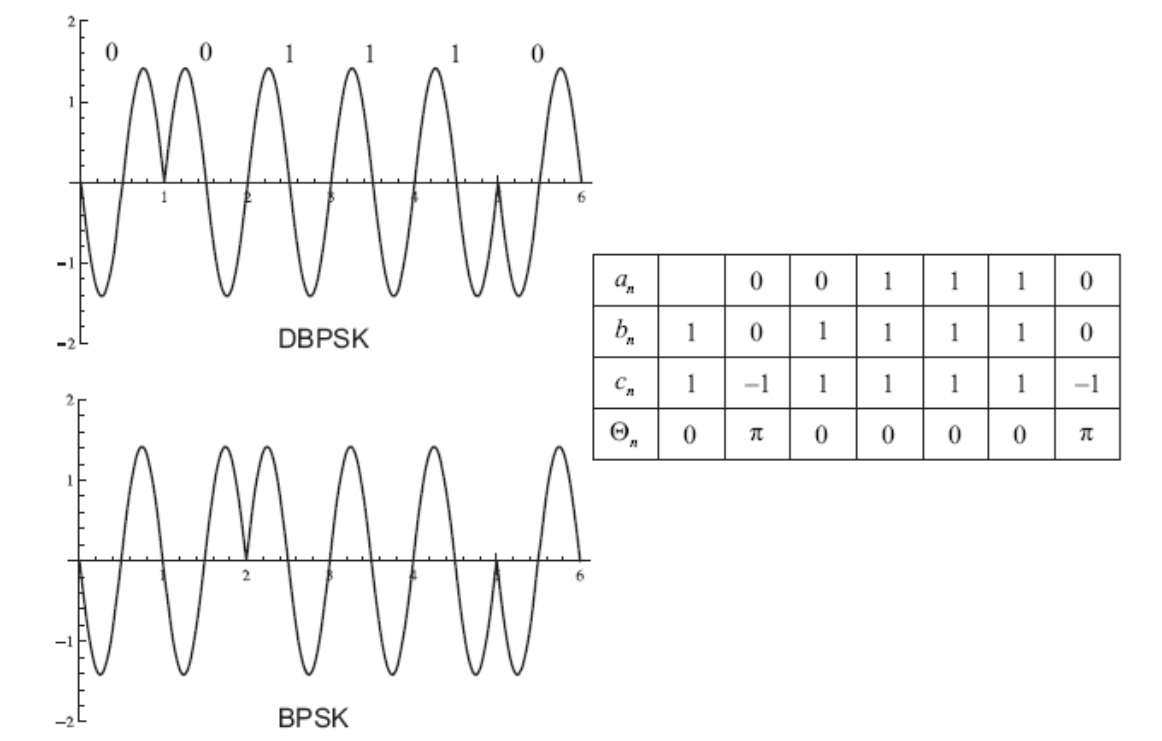 2
0 0 1 1 1 0
1
1 2 3 4 6
−1
−2
DBPSK
a_n 0 0 1 1 1 0
b_n 1 0 1 1 1 1 0
c_n 1 −1 1 1 1 1 −1
Θ_n 0 π 0 0 0 0 π
2
1
1 2 3 4 6
−1
−2
BPSK